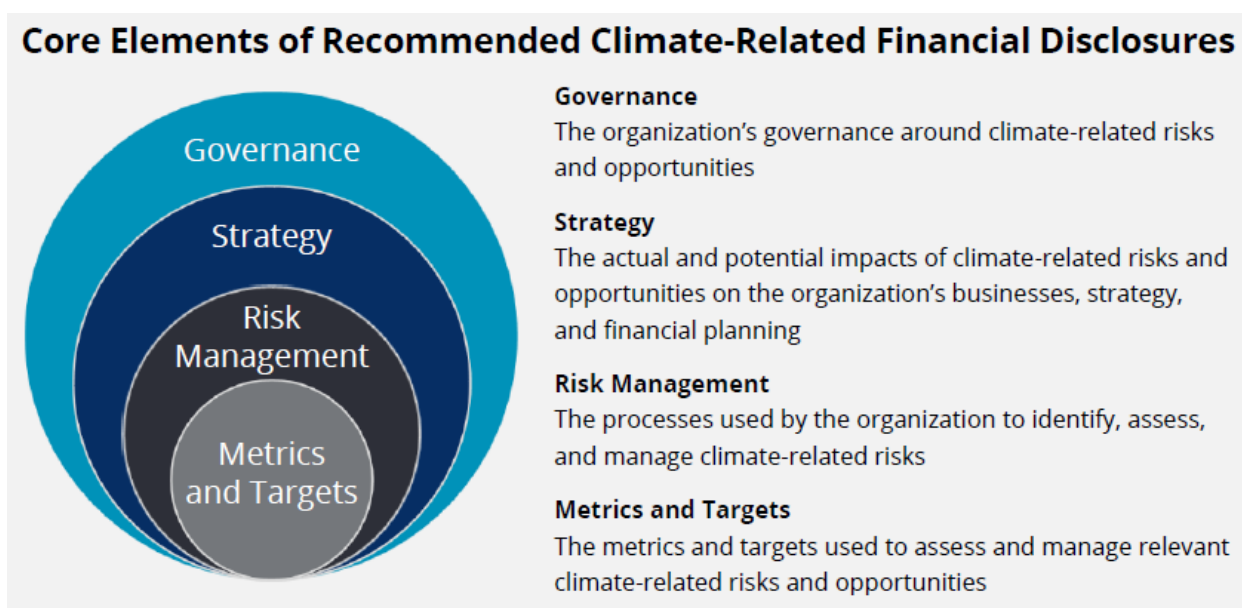 Core Elements of Recommended Climate-Related Financial Disclosures
Governance
Strategy
Risk
Management
Metrics
and Targets
Governance
The organization’s governance around climate-related risks
and opportunities
Strategy
The actual and potential impacts of climate-related risks and
opportunities on the organization’s businesses, strategy,
and financial planning
Risk Management
The processes used by the organization to identify, assess,
and manage climate-related risks
Metrics and Targets
The metrics and targets used to assess and manage relevant
climate-related risks and opportunities